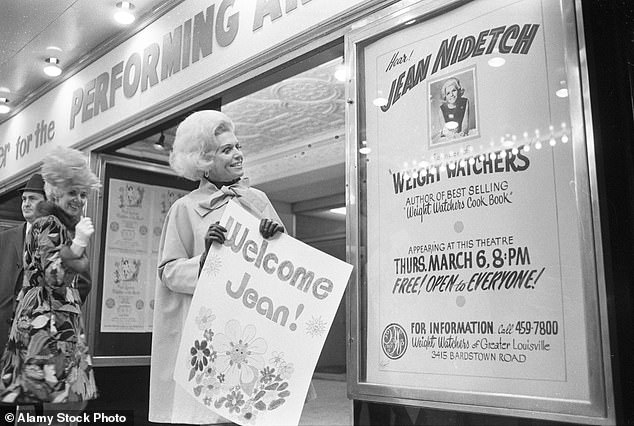 er for the PERFORMING AR
Welcome
Jean!
Hear!
JEAN NIDETCH
WEIGHT WATCHERS
AUTHOR OF BEST SELLING
"Weight Watchers Cook Book"
APPEARING AT THIS THEATRE
THURS. MARCH 6, 8 PM
FREE! OPEN to EVERYONE!
FOR INFORMATION Call 459-7800
Weight Watchers of Greater Louisville
3415 BARDSTOWN ROAD
© Alamy Stock Photo